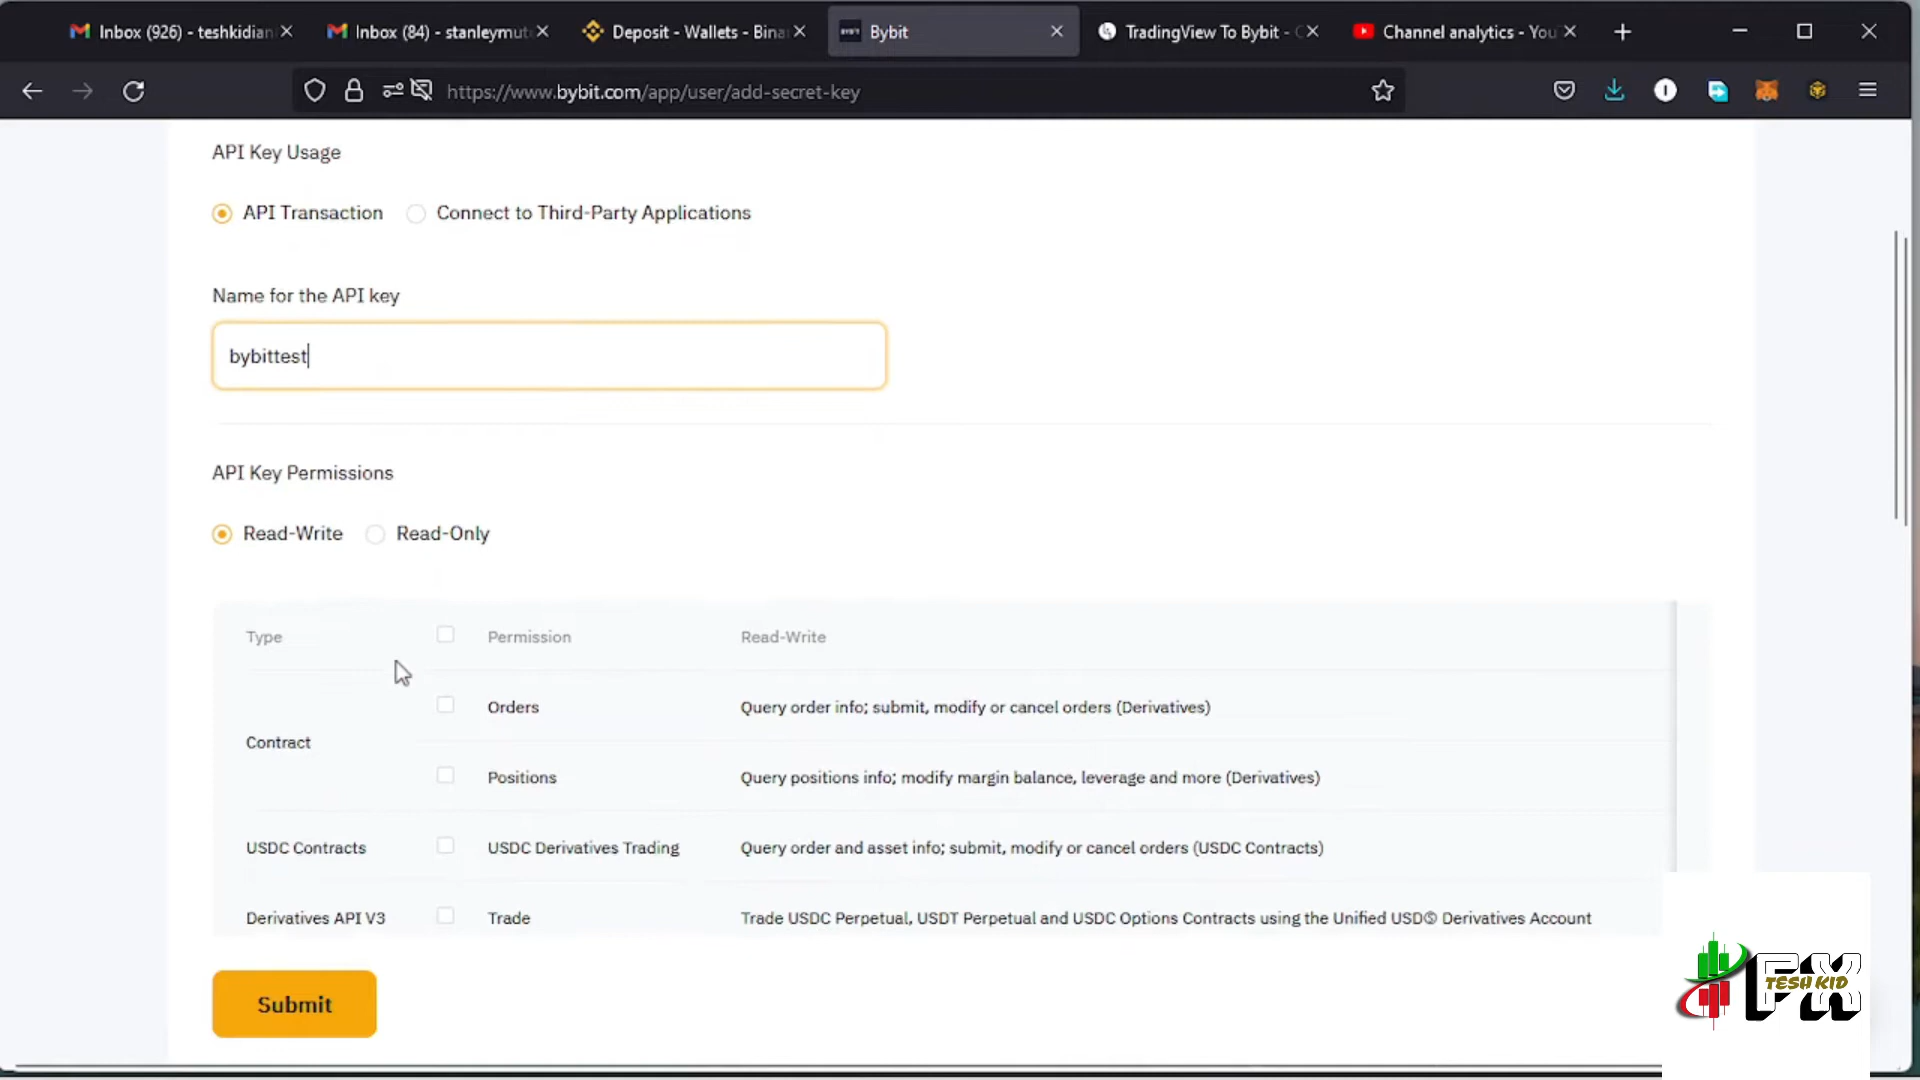 Inbox (926) - teshkidian
Inbox (84) - stanleymut
Deposit - Wallets - Bina
Bybit
TradingView To Bybit - C
Channel analytics - You
https://www.bybit.com/app/user/add-secret-key
API Key Usage
API Transaction
Connect to Third-Party Applications
Name for the API key
bybittest
API Key Permissions
Read-Write
Read-Only
Type
Permission
Read-Write
Orders
Query order info; submit, modify or cancel orders (Derivatives)
Contract
Positions
Query positions info; modify margin balance, leverage and more (Derivatives)
USDC Contracts
USDC Derivatives Trading
Query order and asset info; submit, modify or cancel orders (USDC Contracts)
Derivatives API V3
Trade
Trade USDC Perpetual, USDT Perpetual and USDC Options Contracts using the Unified USDⓈ Derivatives Account
Submit
FX
TESH KID